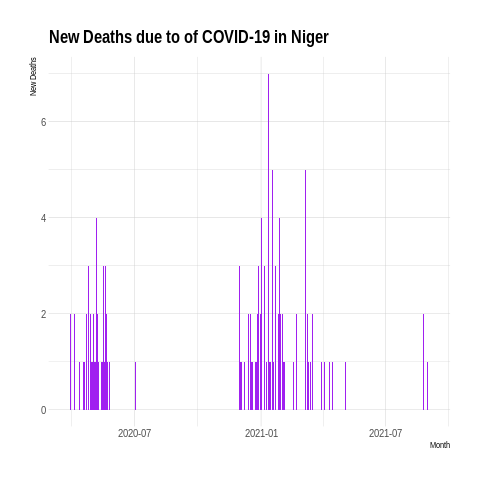 New Deaths due to of COVID-19 in Niger
New Deaths
6
4
2
0
2020-07 2021-01 2021-07
Month